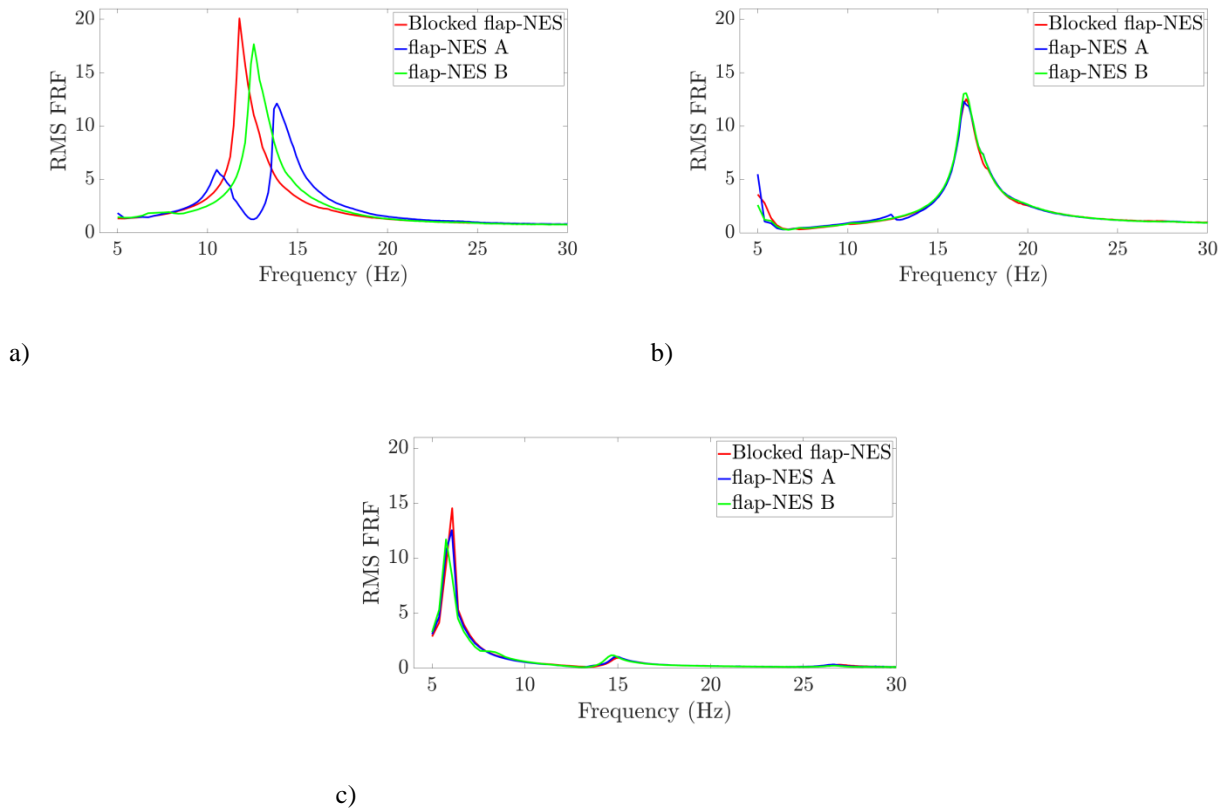 20
15
10
5
0
RMS FRF
5
10
15
20
25
30
Frequency (Hz)
Blocked flap-NES
flap-NES A
flap-NES B
a)
20
15
10
5
0
RMS FRF
5
10
15
20
25
30
Frequency (Hz)
Blocked flap-NES
flap-NES A
flap-NES B
b)
20
15
10
5
0
RMS FRF
5
10
15
20
25
30
Frequency (Hz)
Blocked flap-NES
flap-NES A
flap-NES B
c)